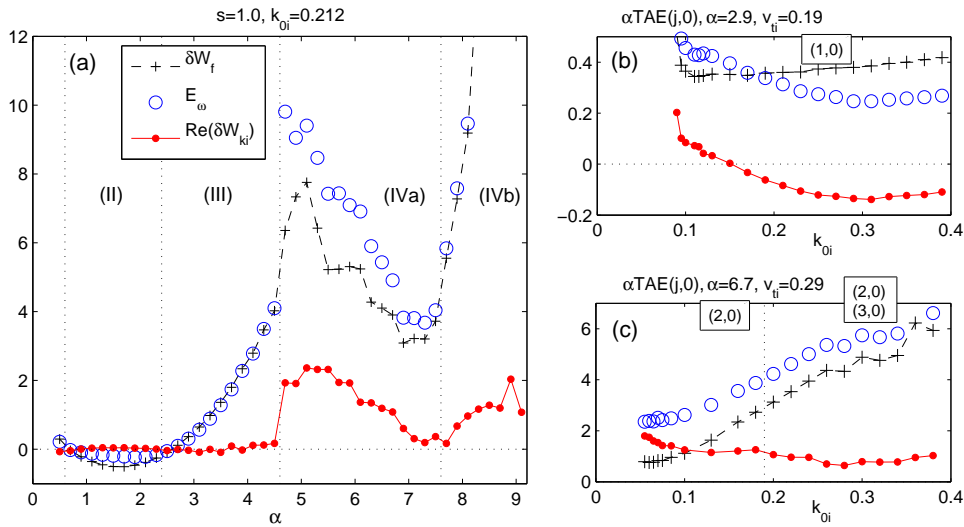 s=1.0, k0i=0.212
(a)
δWf
Eω
Re(δWki)
(II)
(III)
(IVa)
(IVb)
12
10
8
6
4
2
0
0 1 2 3 4 5 6 7 8 9
α
αTAE(j,0), α=2.9, vti=0.19
(b)
(1,0)
0.4
0.2
0
−0.2
0 0.1 0.2 0.3 0.4
k0i
αTAE(j,0), α=6.7, vti=0.29
(c)
(2,0)
(2,0)
(3,0)
6
4
2
0
0 0.1 0.2 0.3 0.4
k0i